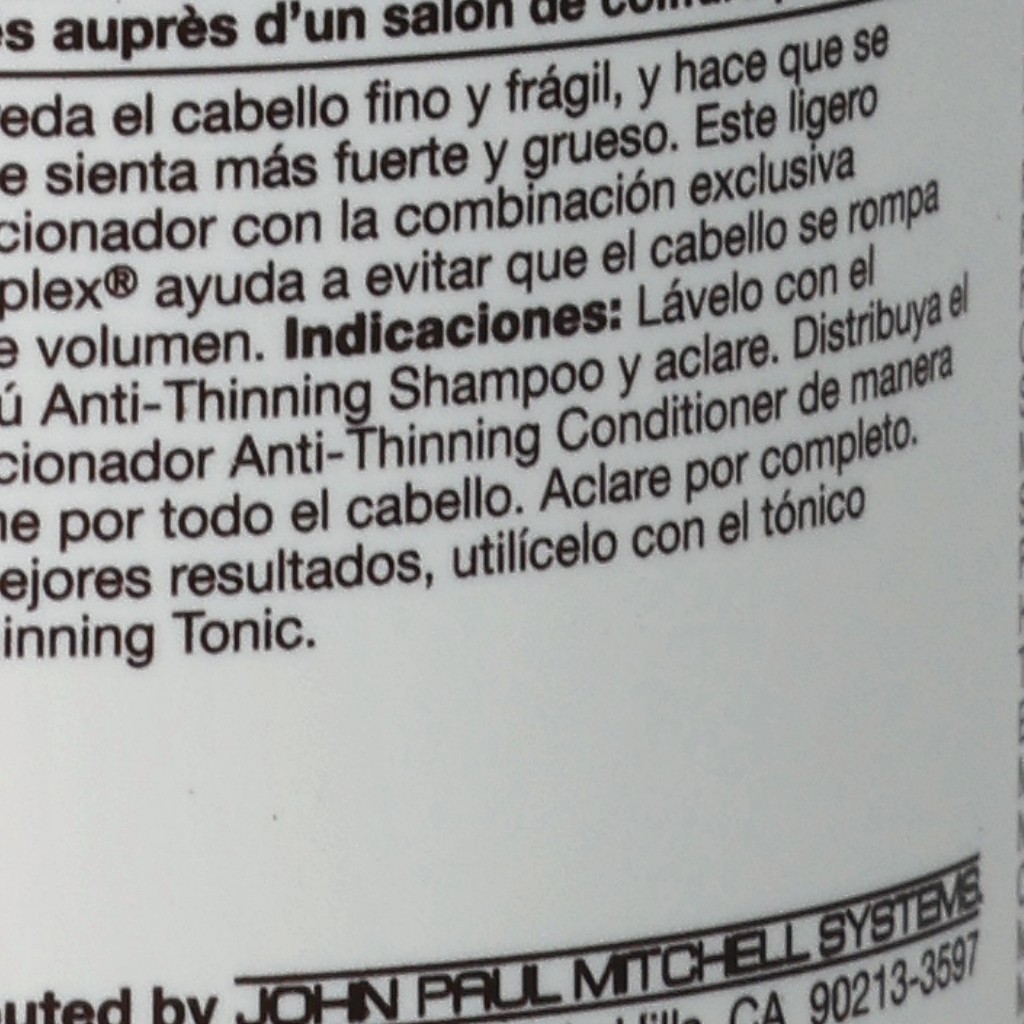 es auprès d'un salon de
eda el cabello fino y frágil, y hace que se
e sienta más fuerte y grueso. Este ligero
cionador con la combinación exclusiva
plex® ayuda a evitar que el cabello se rompa
e volumen. Indicaciones: Lávelo con el
ú Anti-Thinning Shampoo y aclare. Distribuya el
cionador Anti-Thinning Conditioner de manera
ne por todo el cabello. Aclare por completo.
ejores resultados, utilícelo con el tónico
inning Tonic.
uted by JOHN PAUL MITCHELL SYSTEMS
CA 90213-3597